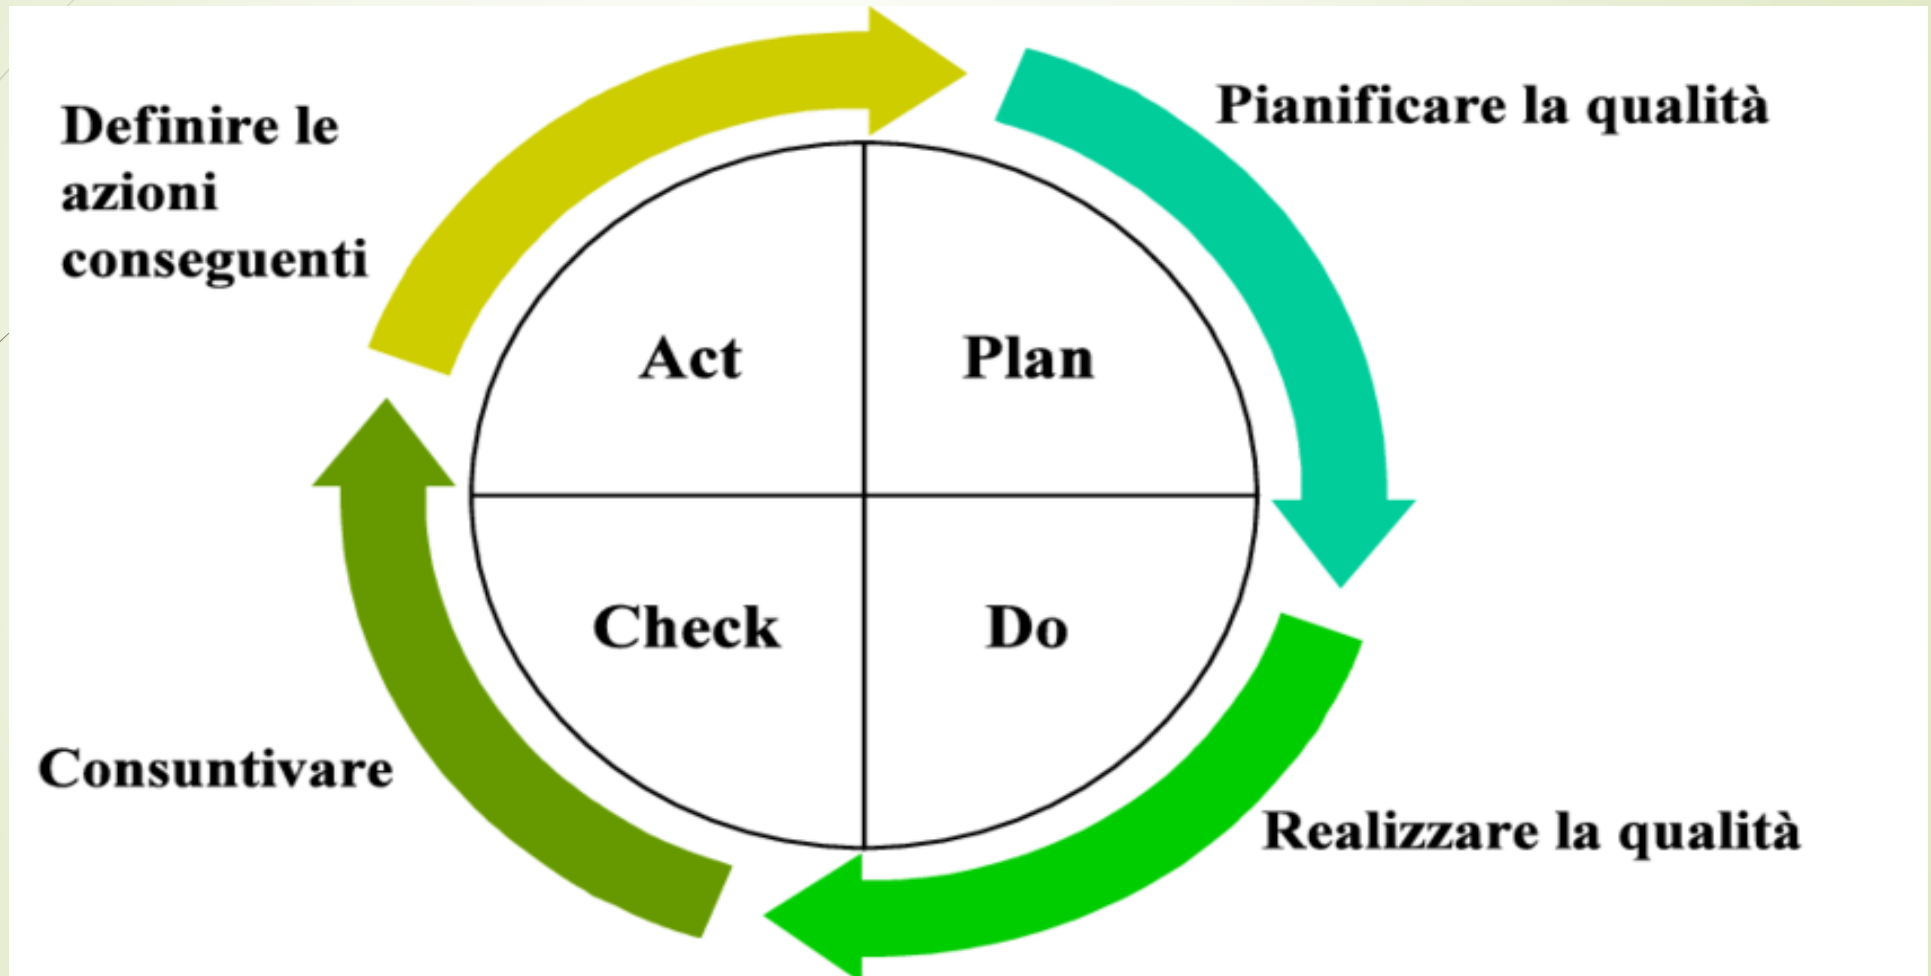 Definire le
azioni
conseguenti
Pianificare la qualità
Act
Plan
Check
Do
Consuntivare
Realizzare la qualità